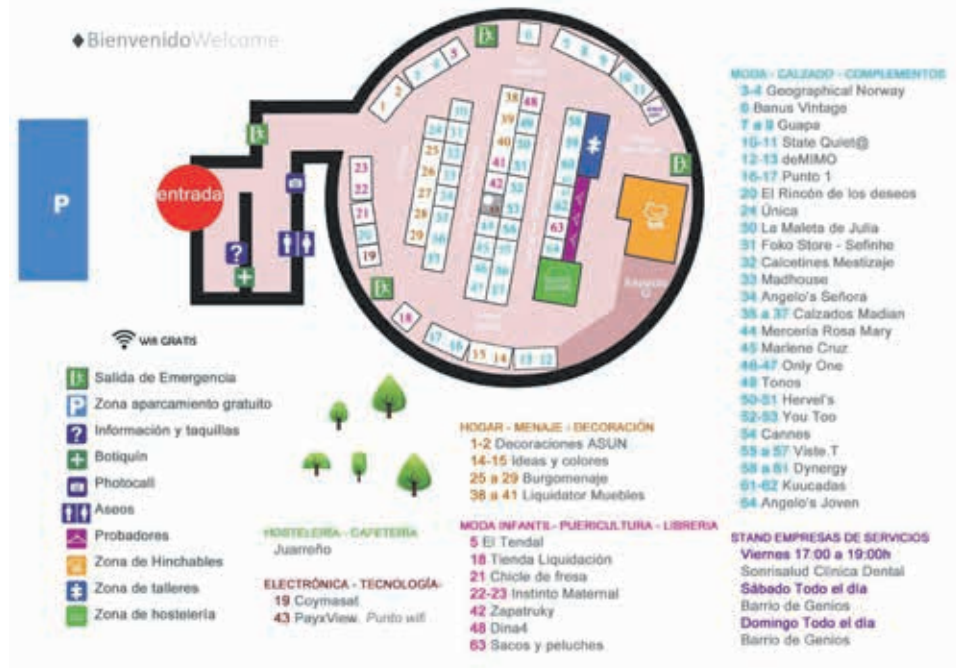 ♦BienvenidoWelcome
entrada
P
Wifi GRATIS
Salida de Emergencia
Zona aparcamiento gratuito
Información y taquillas
Botiquín
Photocall
Aseos
Probadores
Zona de Hinchables
Zona de talleres
Zona de hostelería
HOSTELERÍA - CAFETERÍA
Juarreño
ELECTRÓNICA - TECNOLOGÍA
19 Coymasat
43 PayxView. Punto wifi
HOGAR - MENAJE - DECORACIÓN
1-2 Decoraciones ASUN
14-15 Ideas y colores
25 a 29 Burgomenaje
38 a 41 Liquidator Muebles
MODA INFANTIL- PUERICULTURA - LIBRERIA
5 El Tendal
18 Tienda Liquidación
21 Chicle de fresa
22-23 Instinto Maternal
42 Zapatruky
48 Dina4
63 Sacos y peluches
MODA - CALZADO - COMPLEMENTOS
3-4 Geographical Norway
6 Banus Vintage
7 a 9 Guapa
10-11 State Quiet@
12-13 deMIMO
16-17 Punto 1
20 El Rincón de los deseos
24 Única
30 La Maleta de Julia
31 Foko Store - Sefinhe
32 Calcetines Mestizaje
33 Madhouse
34 Angelo's Señora
35 a 37 Calzados Madian
44 Mercería Rosa Mary
45 Marlene Cruz
46-47 Only One
49 Tonos
50-51 Hervel's
52-53 You Too
54 Cannes
55 a 57 Viste.T
58 a 61 Dynergy
61-62 Kuucadas
64 Angelo's Joven
STAND EMPRESAS DE SERVICIOS
Viernes 17:00 a 19:00h
Sonrisalud Clínica Dental
Sábado Todo el día
Barrio de Genios
Domingo Todo el día
Barrio de Genios